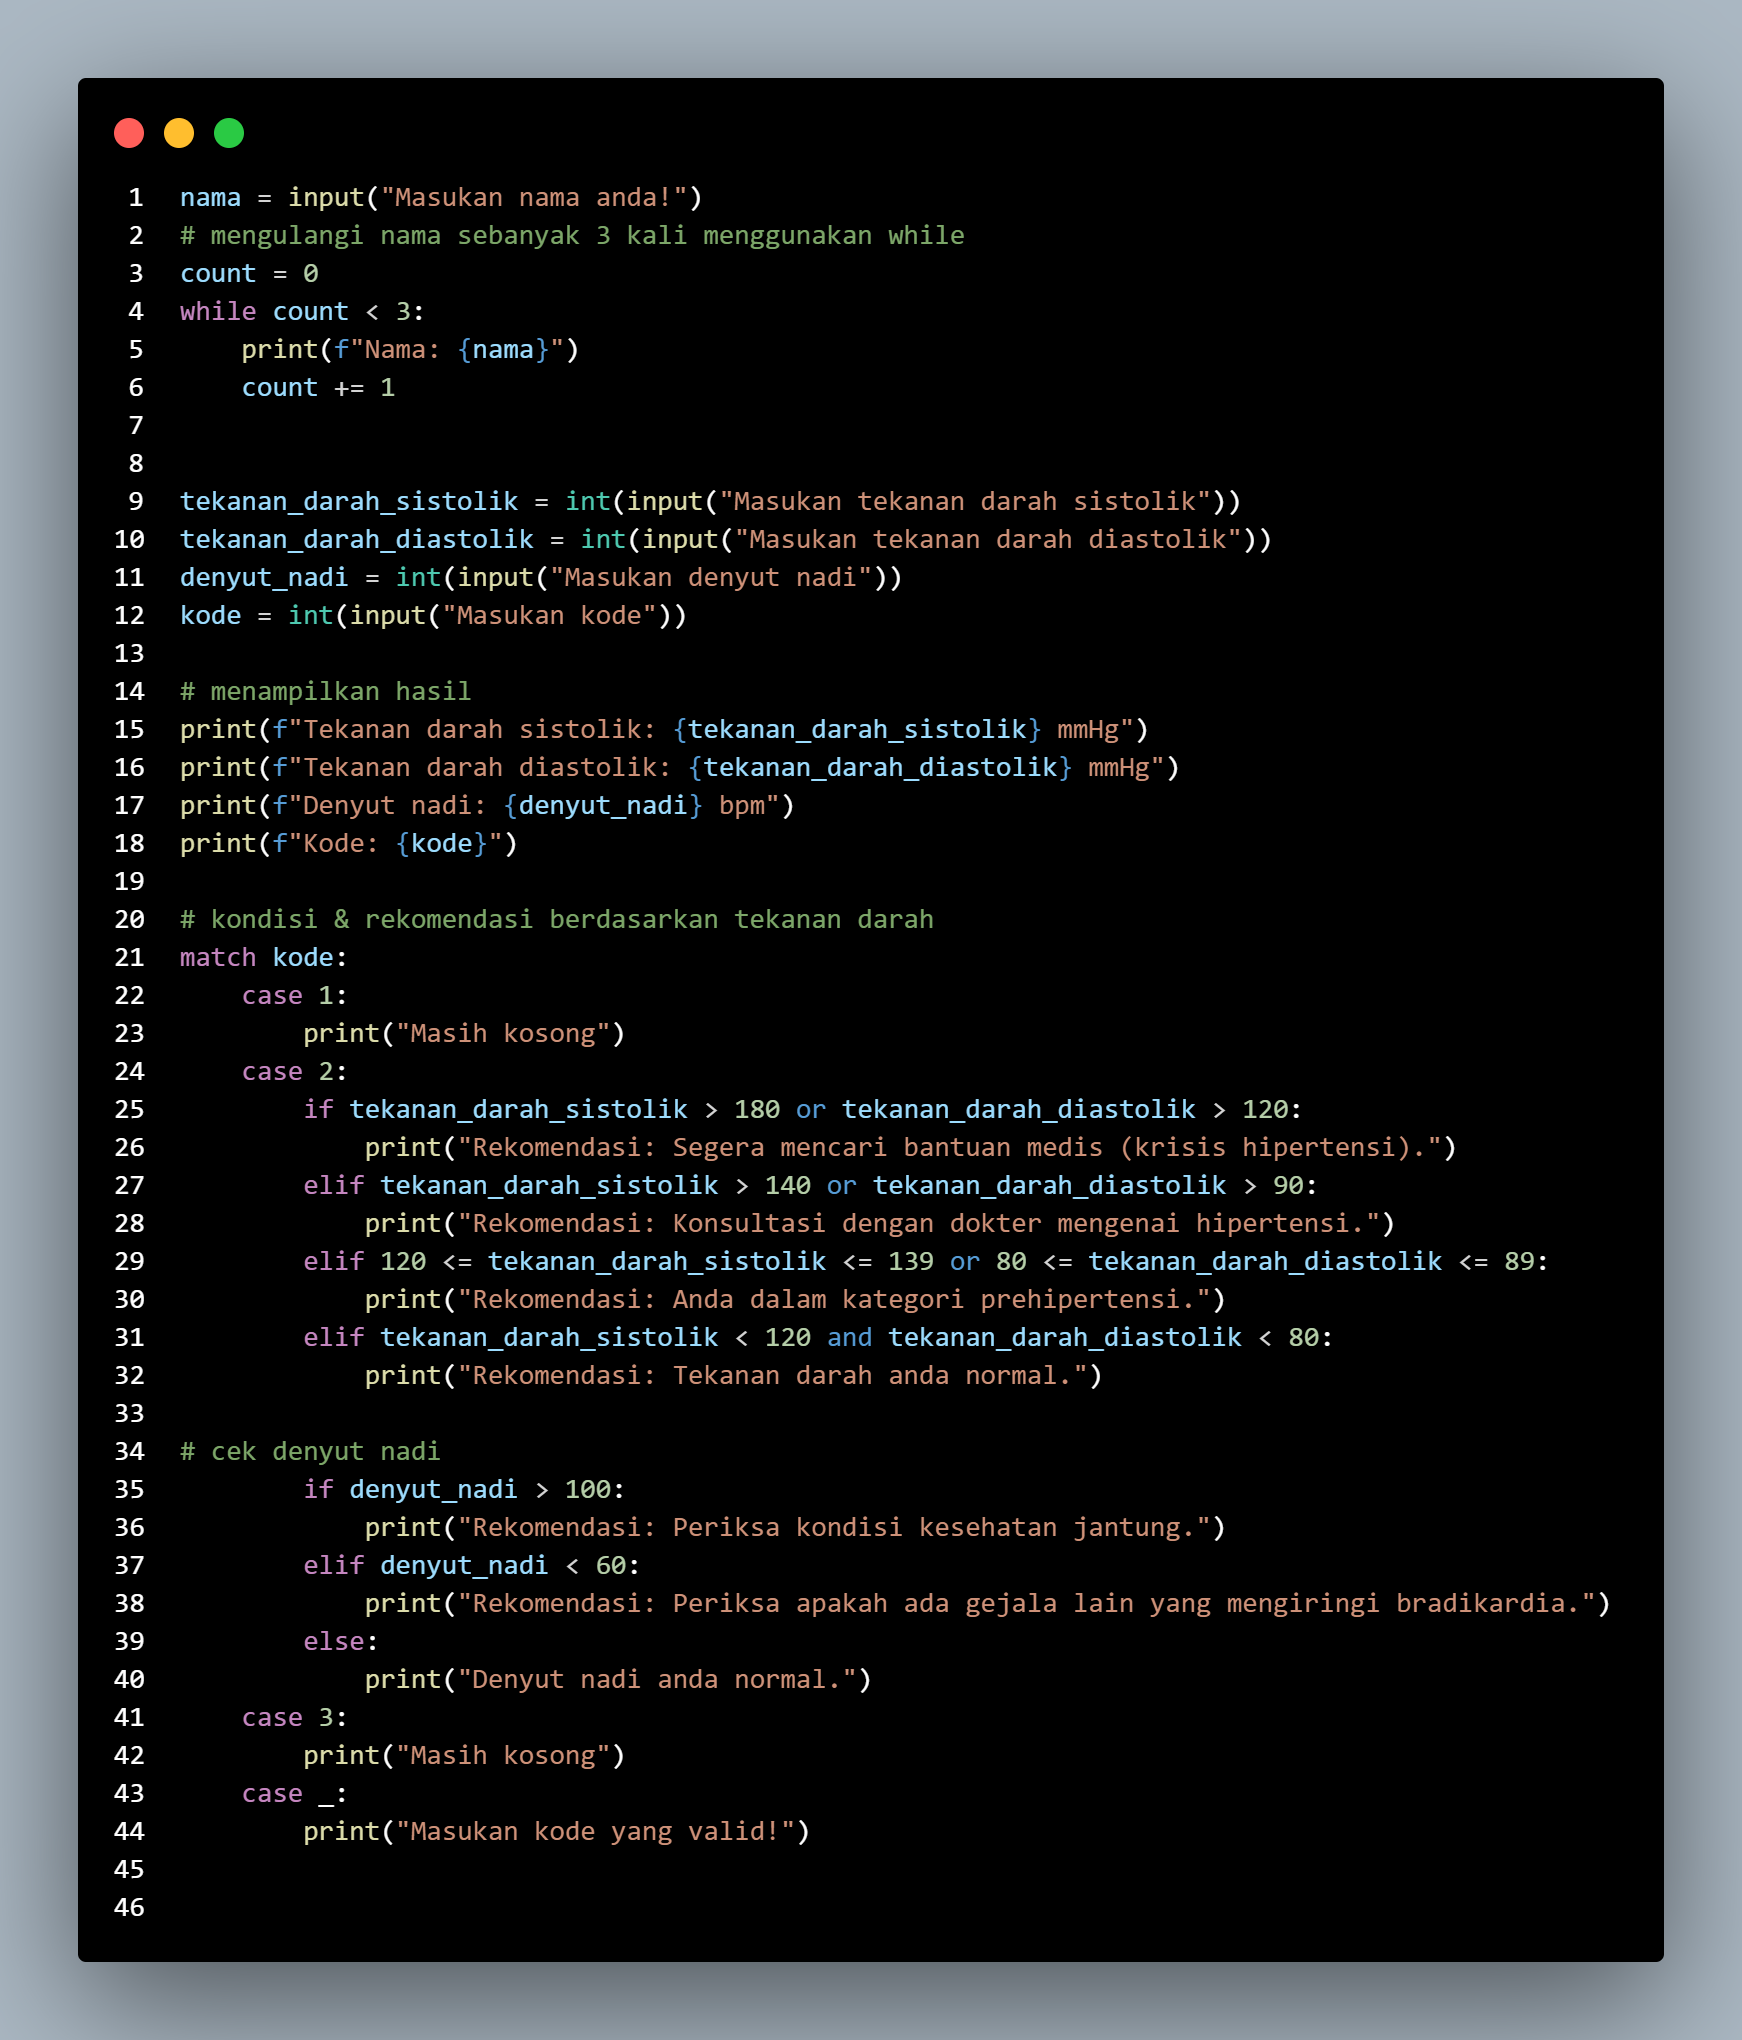 1 nama = input("Masukan nama anda!")
2 # mengulangi nama sebanyak 3 kali menggunakan while
3 count = 0
4 while count < 3:
5     print(f"Nama: {nama}")
6     count += 1
7
8
9 tekanan_darah_sistolik = int(input("Masukan tekanan darah sistolik"))
10 tekanan_darah_diastolik = int(input("Masukan tekanan darah diastolik"))
11 denyut_nadi = int(input("Masukan denyut nadi"))
12 kode = int(input("Masukan kode"))
13
14 # menampilkan hasil
15 print(f"Tekanan darah sistolik: {tekanan_darah_sistolik} mmHg")
16 print(f"Tekanan darah diastolik: {tekanan_darah_diastolik} mmHg")
17 print(f"Denyut nadi: {denyut_nadi} bpm")
18 print(f"Kode: {kode}")
19
20 # kondisi & rekomendasi berdasarkan tekanan darah
21 match kode:
22     case 1:
23         print("Masih kosong")
24     case 2:
25         if tekanan_darah_sistolik > 180 or tekanan_darah_diastolik > 120:
26             print("Rekomendasi: Segera mencari bantuan medis (krisis hipertensi).")
27         elif tekanan_darah_sistolik > 140 or tekanan_darah_diastolik > 90:
28             print("Rekomendasi: Konsultasi dengan dokter mengenai hipertensi.")
29         elif 120 <= tekanan_darah_sistolik <= 139 or 80 <= tekanan_darah_diastolik <= 89:
30             print("Rekomendasi: Anda dalam kategori prehipertensi.")
31         elif tekanan_darah_sistolik < 120 and tekanan_darah_diastolik < 80:
32             print("Rekomendasi: Tekanan darah anda normal.")
33
34 # cek denyut nadi
35         if denyut_nadi > 100:
36             print("Rekomendasi: Periksa kondisi kesehatan jantung.")
37         elif denyut_nadi < 60:
38             print("Rekomendasi: Periksa apakah ada gejala lain yang mengiringi bradikardia.")
39         else:
40             print("Denyut nadi anda normal.")
41     case 3:
42         print("Masih kosong")
43     case _:
44         print("Masukan kode yang valid!")
45
46